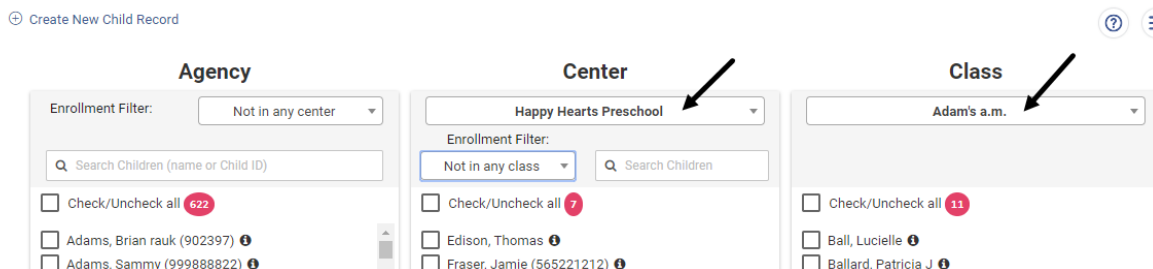 Create New Child Record
Agency
Enrollment Filter:
Not in any center
Search Children (name or Child ID)
Check/Uncheck all 622
Adams, Brian rauk (902397)
Adams, Sammy (999888822)
Center
Happy Hearts Preschool
Enrollment Filter:
Not in any class
Search Children
Check/Uncheck all 7
Edison, Thomas
Fraser, Jamie (565221212)
Class
Adam's a.m.
Check/Uncheck all 11
Ball, Lucielle
Ballard, Patricia J